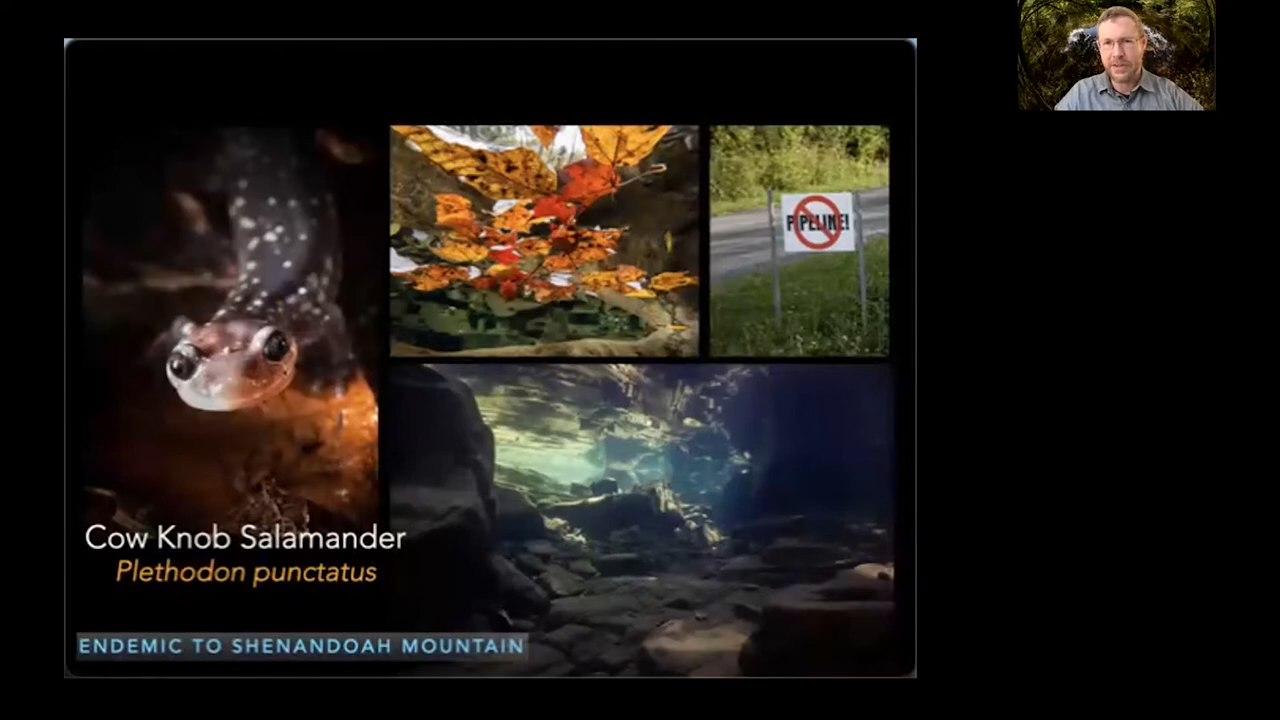 PIPELINE!
Cow Knob Salamander
Plethodon punctatus
ENDEMIC TO SHENANDOAH MOUNTAIN